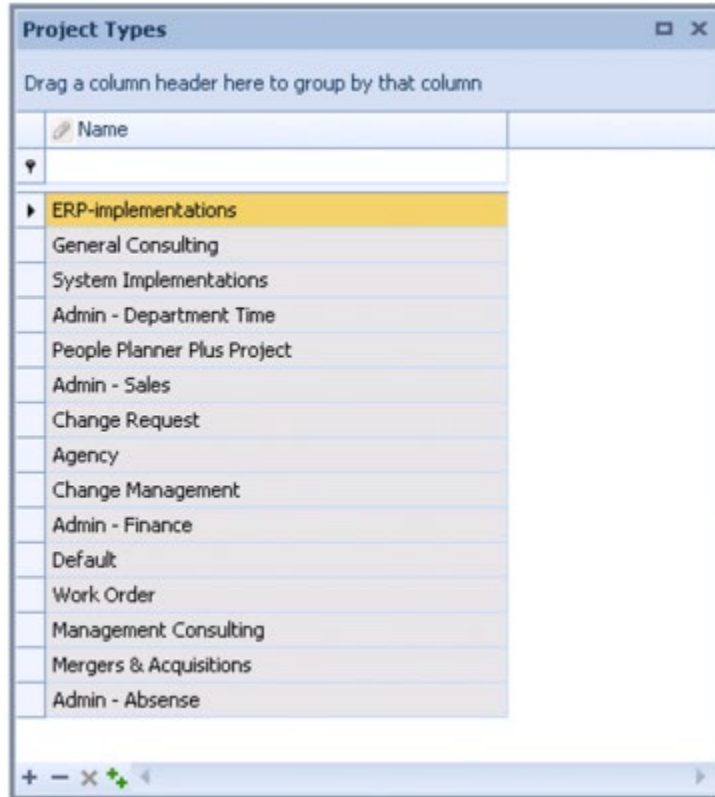 Project Types
Drag a column header here to group by that column
Name
ERP-implementations
General Consulting
System Implementations
Admin - Department Time
People Planner Plus Project
Admin - Sales
Change Request
Agency
Change Management
Admin - Finance
Default
Work Order
Management Consulting
Mergers & Acquisitions
Admin - Absense